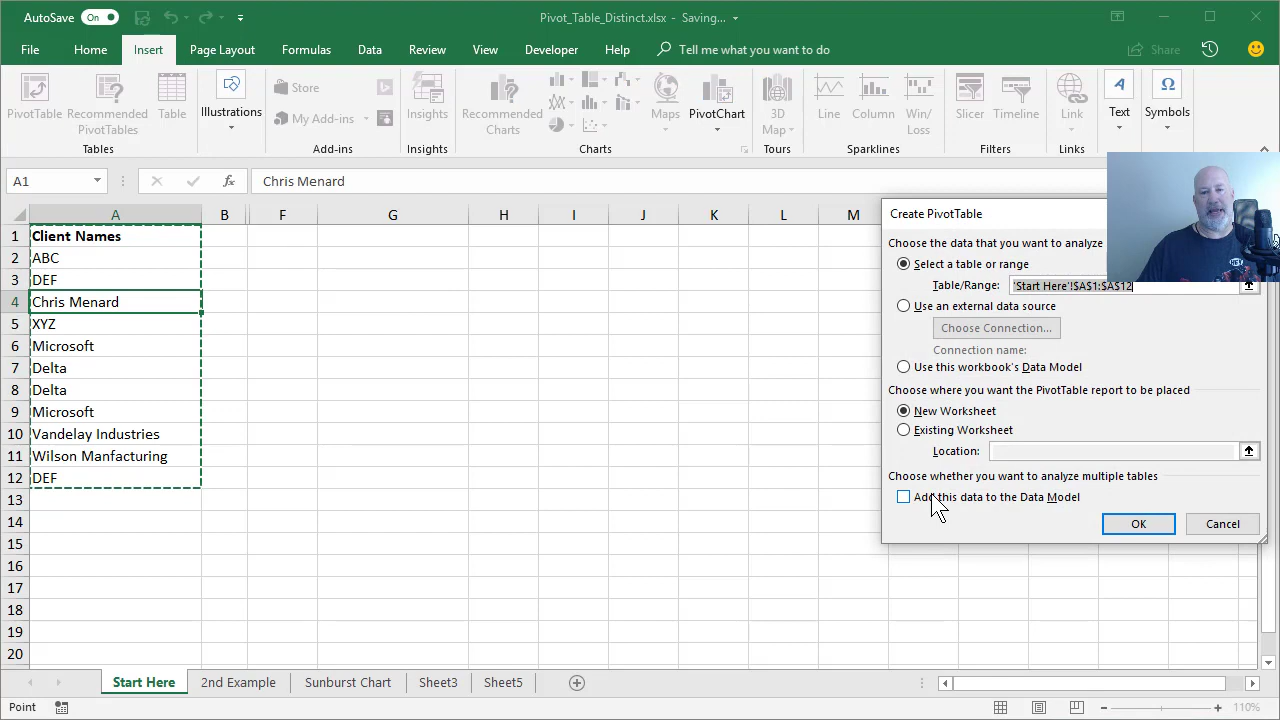 AutoSave On Pivot_Table_Distinct.xlsx - Saving...
File Home Insert Page Layout Formulas Data Review View Developer Help Tell me what you want to do Share
PivotTable Recommended PivotTables Table Illustrations Store My Add-ins Insights Recommended Charts Maps PivotChart 3D Map Line Column Win/Loss Slicer Timeline Link Text Symbols
Tables Add-ins Insights Charts Tours Sparklines Filters Links
A1 fx Chris Menard
A B F G H I J K L M
1 Client Names
2 ABC
3 DEF
4 Chris Menard
5 XYZ
6 Microsoft
7 Delta
8 Delta
9 Microsoft
10 Vandelay Industries
11 Wilson Manfacturing
12 DEF
13
14
15
16
17
18
19
20
Create PivotTable
Choose the data that you want to analyze
Select a table or range
Table/Range: 'Start Here'!$A$1:$A$12
Use an external data source
Choose Connection...
Connection name:
Use this workbook's Data Model
Choose where you want the PivotTable report to be placed
New Worksheet
Existing Worksheet
Location:
Choose whether you want to analyze multiple tables
Add this data to the Data Model
OK Cancel
Start Here 2nd Example Sunburst Chart Sheet3 Sheet5
Point 110%